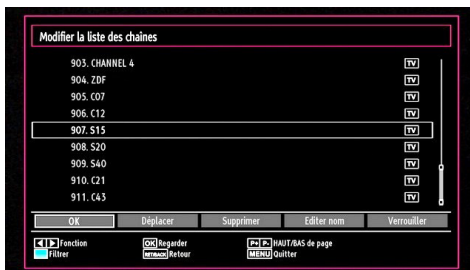 Modifier la liste des chaînes
903. CHANNEL 4 TV
904. ZDF TV
905. C07 TV
906. C12 TV
907. S15 TV
908. S20 TV
909. S40 TV
910. C21 TV
911. C43 TV
OK Déplacer Supprimer Editer nom Verrouiller
Fonction OK Regarder P+ P- HAUT/BAS de page
Filtrer RET/BACK Retour MENU Quitter